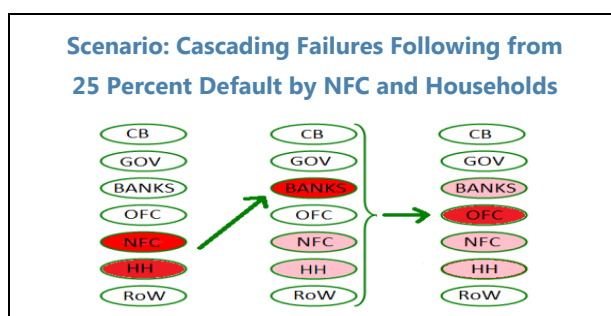 Scenario: Cascading Failures Following from
25 Percent Default by NFC and Households
CB
GOV
BANKS
OFC
NFC
HH
RoW
CB
GOV
BANKS
OFC
NFC
HH
RoW
CB
GOV
BANKS
OFC
NFC
HH
RoW